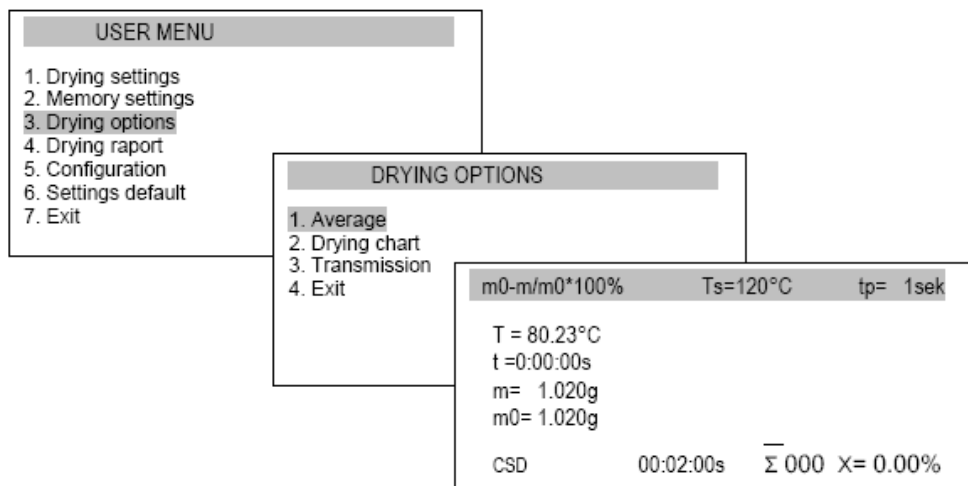 USER MENU
1. Drying settings
2. Memory settings
3. Drying options
4. Drying raport
5. Configuration
6. Settings default
7. Exit
DRYING OPTIONS
1. Average
2. Drying chart
3. Transmission
4. Exit
m0-m/m0*100% Ts=120°C tp= 1sek
T = 80.23°C
t =0:00:00s
m= 1.020g
m0= 1.020g
CSD 00:02:00s Σ 000 X= 0.00%